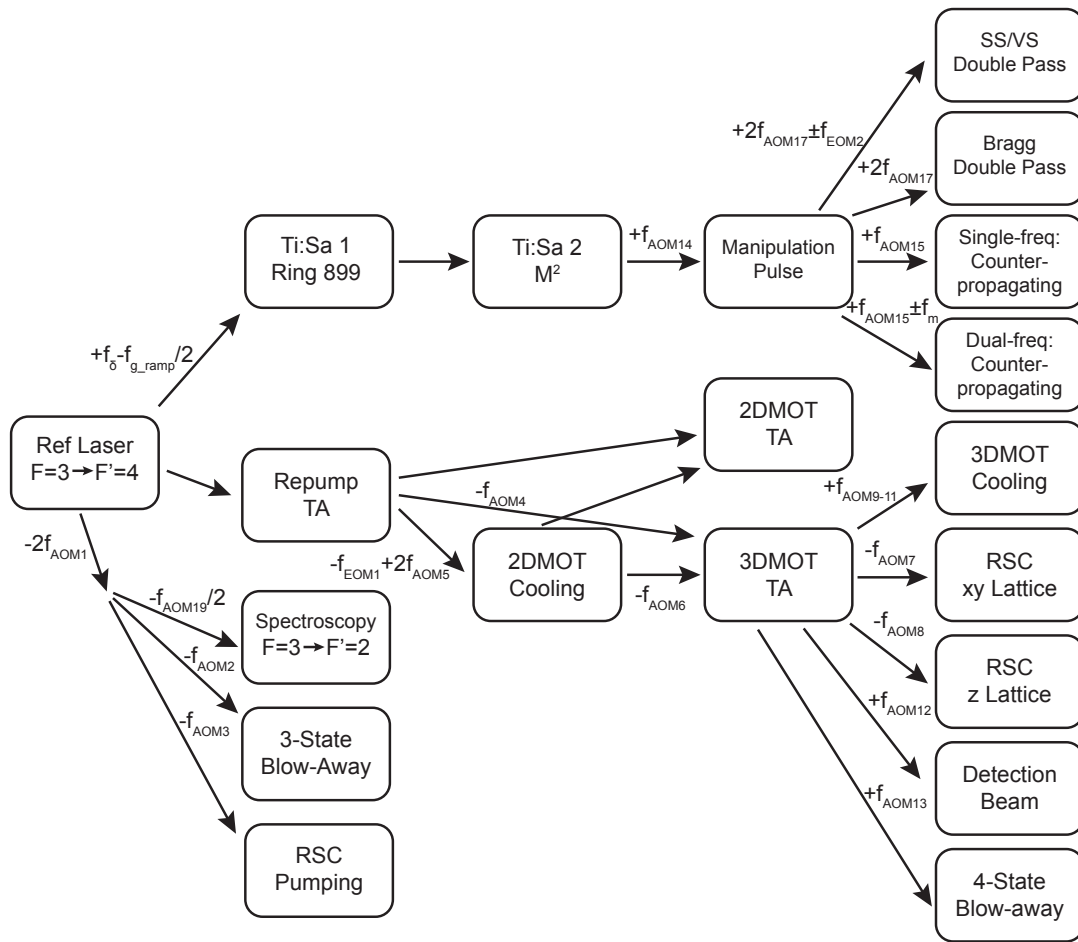 SS/VS
Double Pass
+2f_AOM17±f_EOM2
Bragg
Double Pass
+2f_AOM17
Ti:Sa 1
Ring 899
Ti:Sa 2
M²
+f_AOM14
Manipulation
Pulse
+f_AOM15
Single-freq:
Counter-
propagating
+f_AOM15±f_m
Dual-freq:
Counter-
propagating
+f_δ-f_g_ramp/2
Ref Laser
F=3→F'=4
Repump
TA
2DMOT
TA
-f_AOM4
+f_AOM9-11
3DMOT
Cooling
-2f_AOM1
-f_EOM1+2f_AOM5
2DMOT
Cooling
-f_AOM6
3DMOT
TA
-f_AOM7
RSC
xy Lattice
-f_AOM19/2
Spectroscopy
F=3→F'=2
-f_AOM8
RSC
z Lattice
-f_AOM2
3-State
Blow-Away
-f_AOM3
+f_AOM12
Detection
Beam
+f_AOM13
RSC
Pumping
4-State
Blow-away